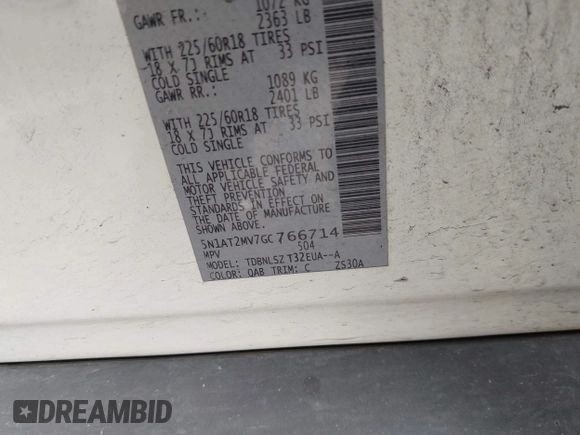 1072 KG
GAWR FR.: 2363 LB
WITH 225/60R18 TIRES
18 X 7J RIMS AT 33 PSI
COLD SINGLE
1089 KG
GAWR RR.: 2401 LB
WITH 225/60R18 TIRES
18 X 7J RIMS AT 33 PSI
COLD SINGLE
THIS VEHICLE CONFORMS TO
ALL APPLICABLE FEDERAL
MOTOR VEHICLE SAFETY AND
THEFT PREVENTION
STANDARDS IN EFFECT ON
THE DATE OF MANUFACTURE
SHOWN ABOVE
5N1AT2MV7GC766714
MPV 504
MODEL: TDBNLSZ T32EUA--A
COLOR: QAB TRIM: C ZS30A
DREAMBID